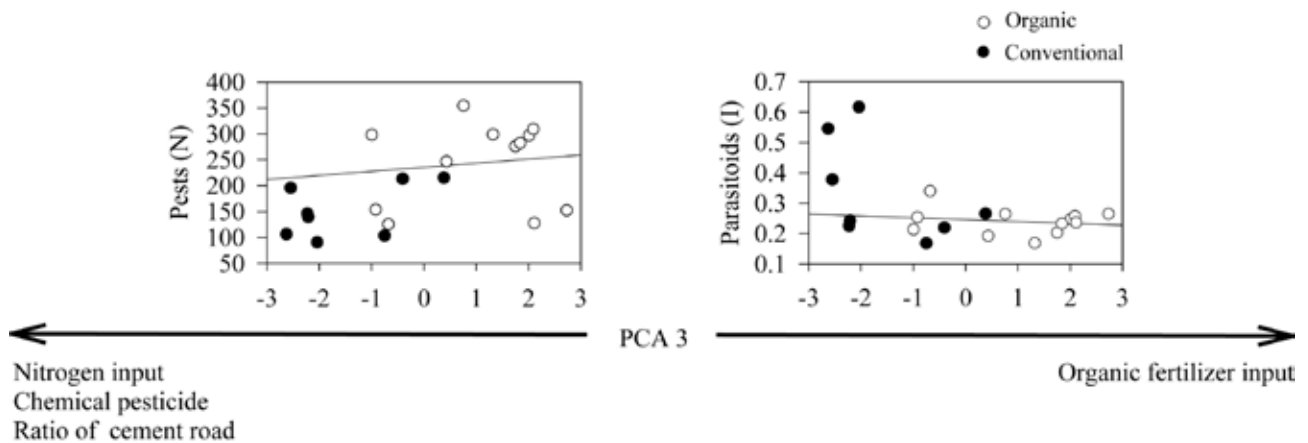 Organic
Conventional
Pests (N)
400
350
300
250
200
150
100
50
-3 -2 -1 0 1 2 3
Parasitoids (I)
0.7
0.6
0.5
0.4
0.3
0.2
0.1
-3 -2 -1 0 1 2 3
PCA 3
Nitrogen input
Chemical pesticide
Ratio of cement road
Organic fertilizer input